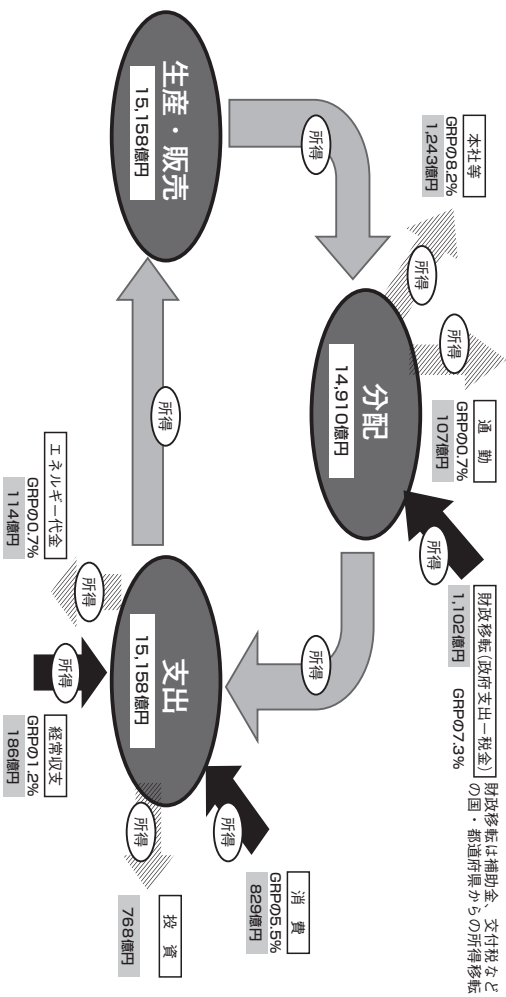 財政移転は補助金、交付税など
の国・都道府県からの所得移転
本社等
GRPの8.2%
1,243億円
所得
所得
通　勤
GRPの0.7%
107億円
財政移転(政府支出ー税金)
1,102億円　GRPの7.3%
所得
分配
14,910億円
所得
所得
生産・販売
15,158億円
所得
支出
15,158億円
消　費
GRPの5.5%
829億円
所得
エネルギー代金
GRPの0.7%
114億円
所得
所得
経常収支
GRPの1.2%
186億円
所得
投　資
768億円